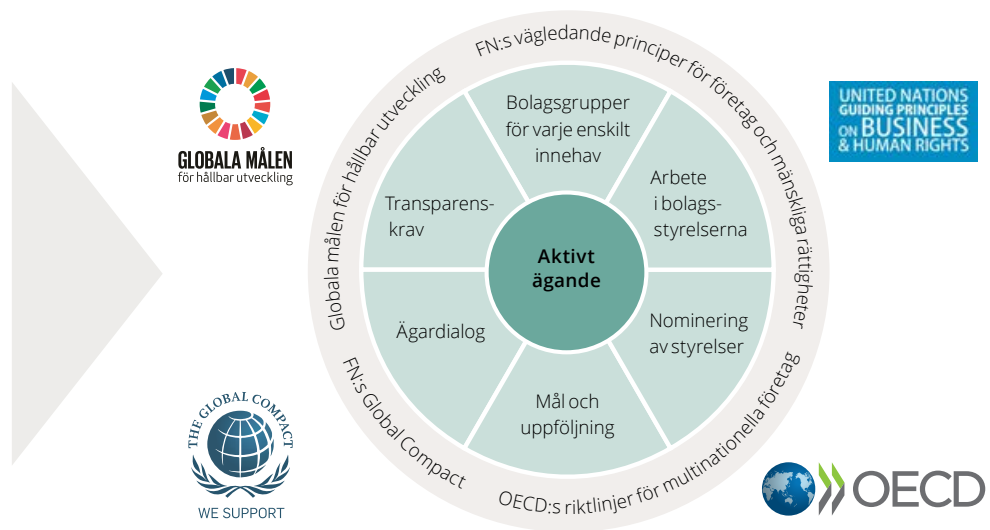 FN:s vägledande principer för företag och mänskliga rättigheter
Globala målen för hållbar utveckling
FN:s Global Compact
OECD:s riktlinjer för multinationella företag
GLOBALA MÅLEN
för hållbar utveckling
UNITED NATIONS
GUIDING PRINCIPLES
ON BUSINESS
& HUMAN RIGHTS
Bolagsgrupper
för varje enskilt
innehav
Arbete
i bolags-
styrelserna
Transparens-
krav
Aktivt
ägande
Ägardialog
Nominering
av styrelser
Mål och
uppföljning
THE GLOBAL COMPACT
WE SUPPORT
OECD